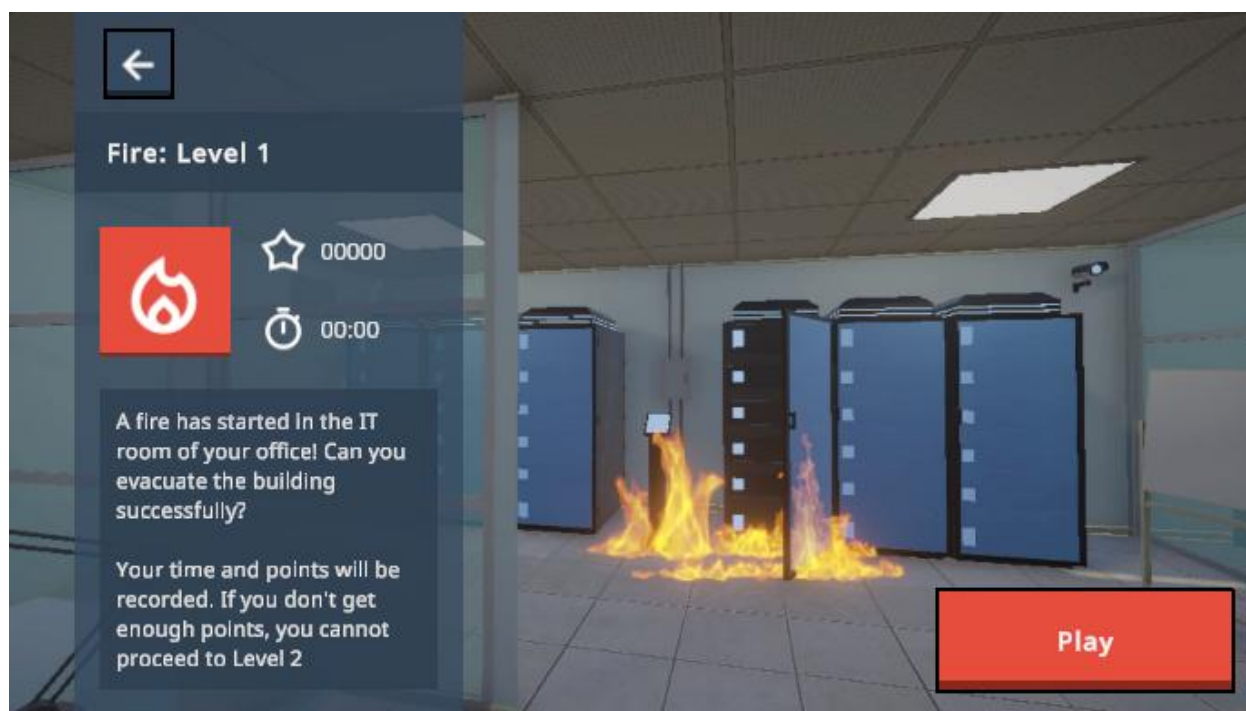 Fire: Level 1
00000
00:00
A fire has started in the IT
room of your office! Can you
evacuate the building
successfully?
Your time and points will be
recorded. If you don't get
enough points, you cannot
proceed to Level 2
Play